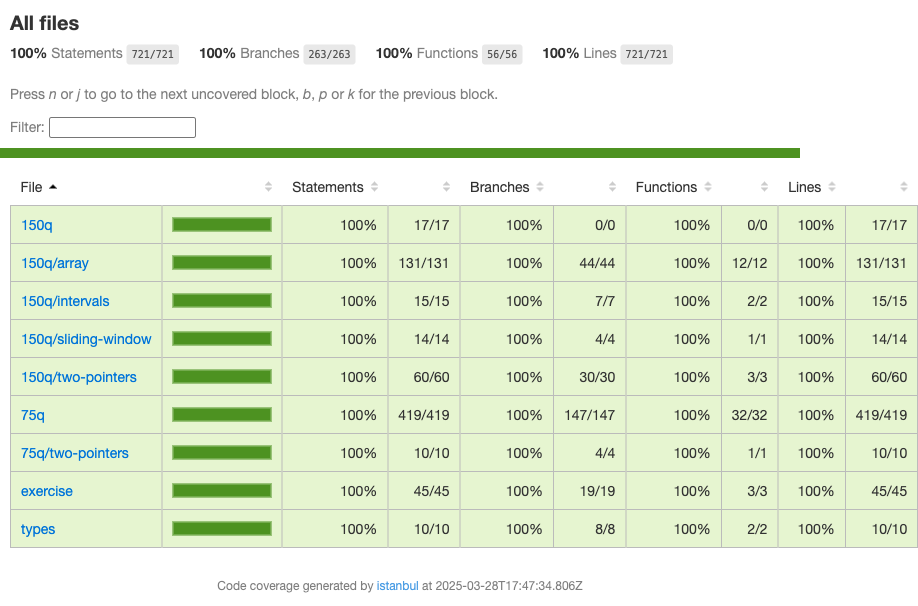 All files
100% Statements 721/721 100% Branches 263/263 100% Functions 56/56 100% Lines 721/721
Press n or j to go to the next uncovered block, b, p or k for the previous block.
Filter:
File Statements Branches Functions Lines
150q 100% 17/17 100% 0/0 100% 0/0 100% 17/17
150q/array 100% 131/131 100% 44/44 100% 12/12 100% 131/131
150q/intervals 100% 15/15 100% 7/7 100% 2/2 100% 15/15
150q/sliding-window 100% 14/14 100% 4/4 100% 1/1 100% 14/14
150q/two-pointers 100% 60/60 100% 30/30 100% 3/3 100% 60/60
75q 100% 419/419 100% 147/147 100% 32/32 100% 419/419
75q/two-pointers 100% 10/10 100% 4/4 100% 1/1 100% 10/10
exercise 100% 45/45 100% 19/19 100% 3/3 100% 45/45
types 100% 10/10 100% 8/8 100% 2/2 100% 10/10
Code coverage generated by istanbul at 2025-03-28T17:47:34.806Z